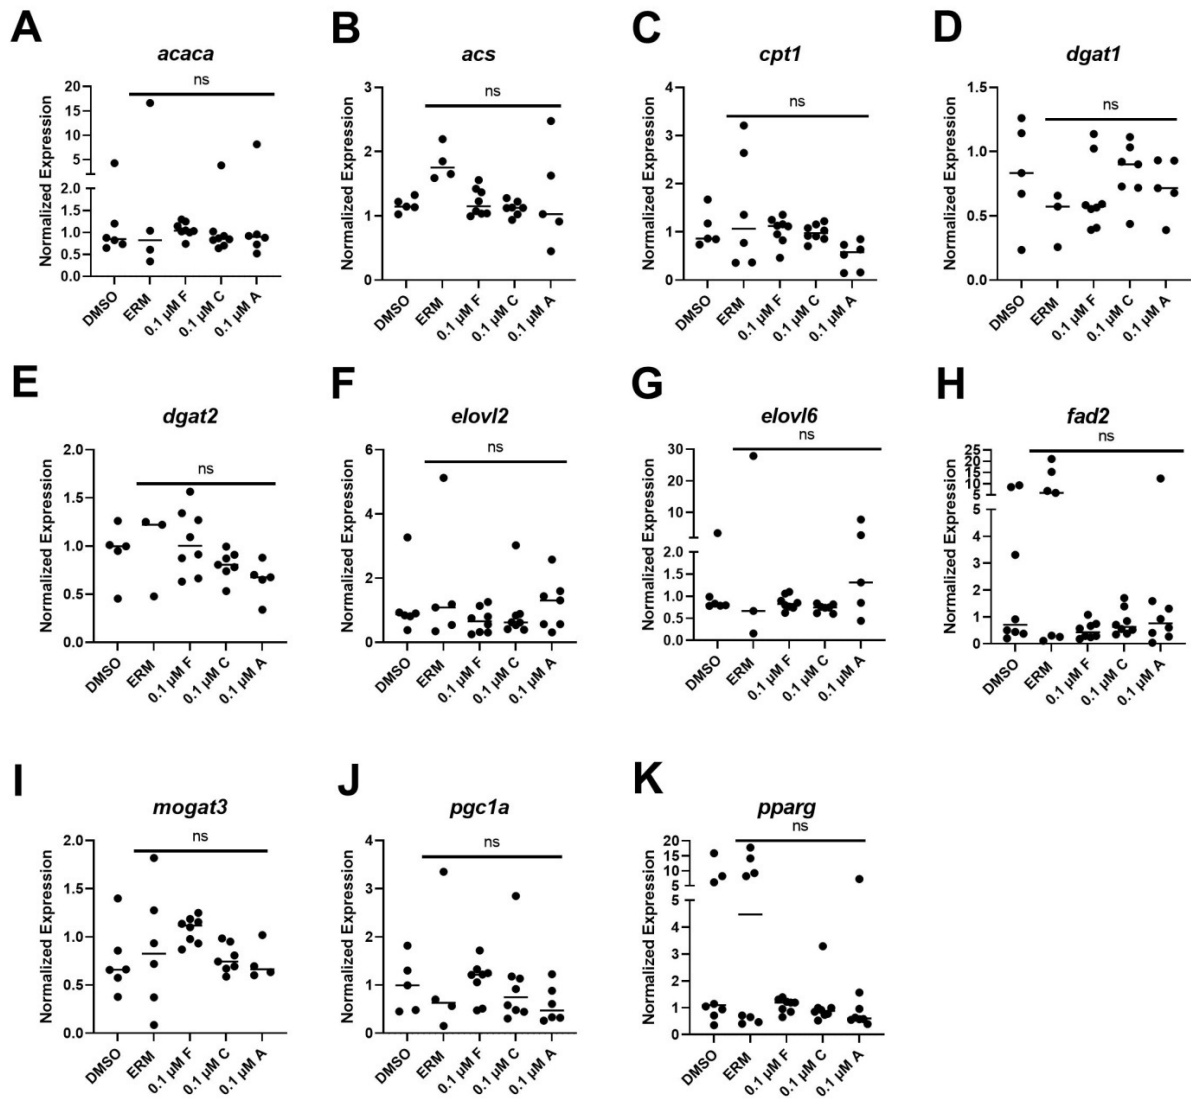 A
acaca
ns
Normalized Expression
20
15
10
5
2.0
1.5
1.0
0.5
0.0
DMSO
ERM
0.1 µM F
0.1 µM C
0.1 µM A
B
acs
ns
Normalized Expression
3
2
1
0
DMSO
ERM
0.1 µM F
0.1 µM C
0.1 µM A
C
cpt1
ns
Normalized Expression
4
3
2
1
0
DMSO
ERM
0.1 µM F
0.1 µM C
0.1 µM A
D
dgat1
ns
Normalized Expression
1.5
1.0
0.5
0.0
DMSO
ERM
0.1 µM F
0.1 µM C
0.1 µM A
E
dgat2
ns
Normalized Expression
2.0
1.5
1.0
0.5
0.0
DMSO
ERM
0.1 µM F
0.1 µM C
0.1 µM A
F
elovl2
ns
Normalized Expression
6
4
2
0
DMSO
ERM
0.1 µM F
0.1 µM C
0.1 µM A
G
elovl6
ns
Normalized Expression
30
20
10
2.0
1.5
1.0
0.5
0.0
DMSO
ERM
0.1 µM F
0.1 µM C
0.1 µM A
H
fad2
ns
Normalized Expression
25
20
15
10
5
5
4
3
2
1
0
DMSO
ERM
0.1 µM F
0.1 µM C
0.1 µM A
I
mogat3
ns
Normalized Expression
2.0
1.5
1.0
0.5
0.0
DMSO
ERM
0.1 µM F
0.1 µM C
0.1 µM A
J
pgc1a
ns
Normalized Expression
4
3
2
1
0
DMSO
ERM
0.1 µM F
0.1 µM C
0.1 µM A
K
pparg
ns
Normalized Expression
20
15
10
5
5
4
3
2
1
0
DMSO
ERM
0.1 µM F
0.1 µM C
0.1 µM A